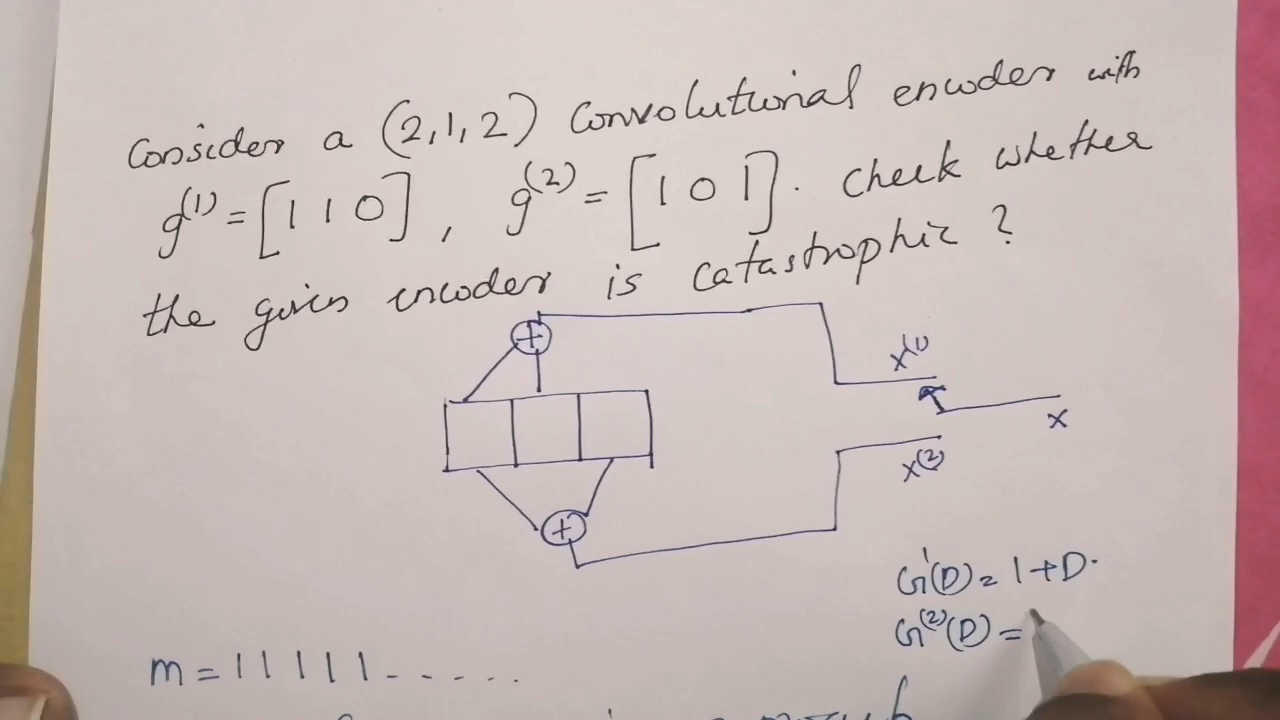 Consider a (2,1,2) Convolutional encoder with
g^(1) = [1 1 0] , g^(2) = [1 0 1] . Check whether
the given encoder is catastrophic ?
+
x^(1)
x
x^(2)
+
G^1(D) = 1+D.
G^(2)(D) =
m = 1 1 1 1 1 - - - - - .